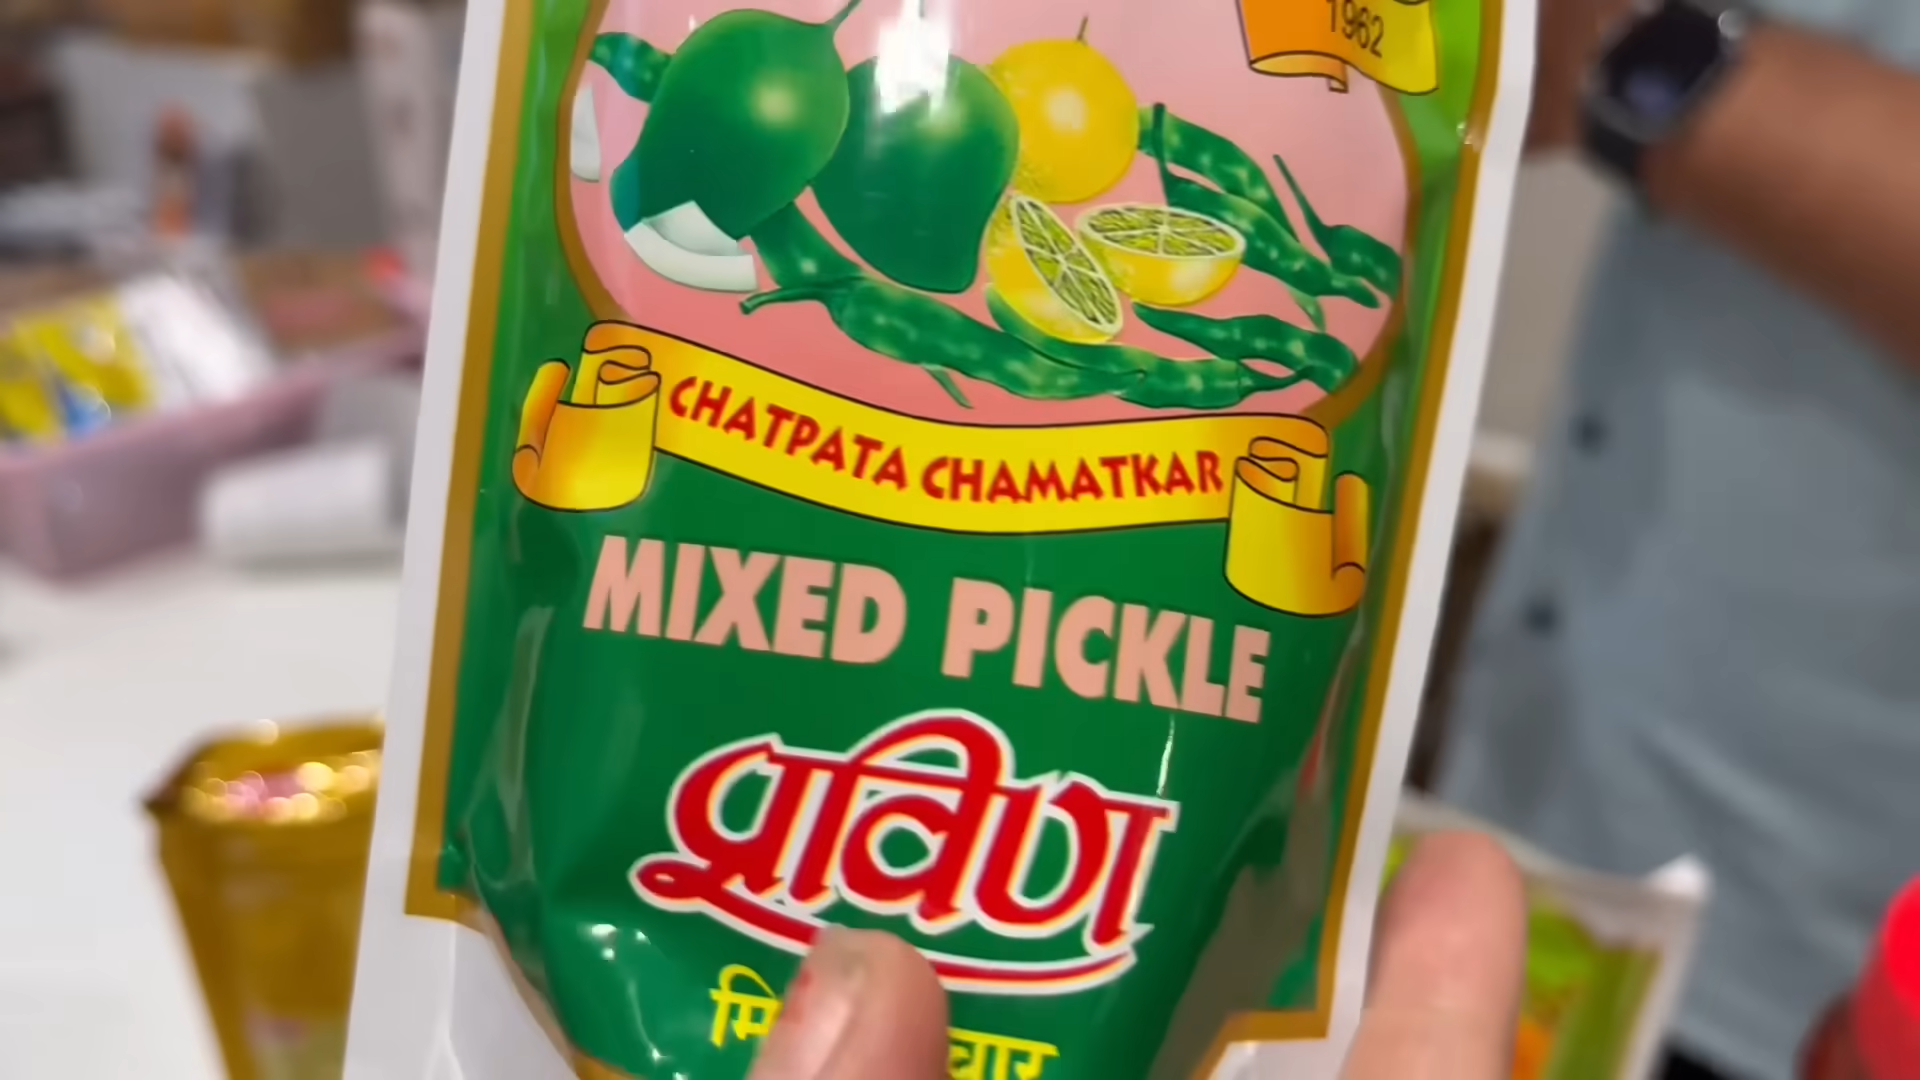 1962
CHATPATA CHAMATKAR
MIXED PICKLE
प्रविण